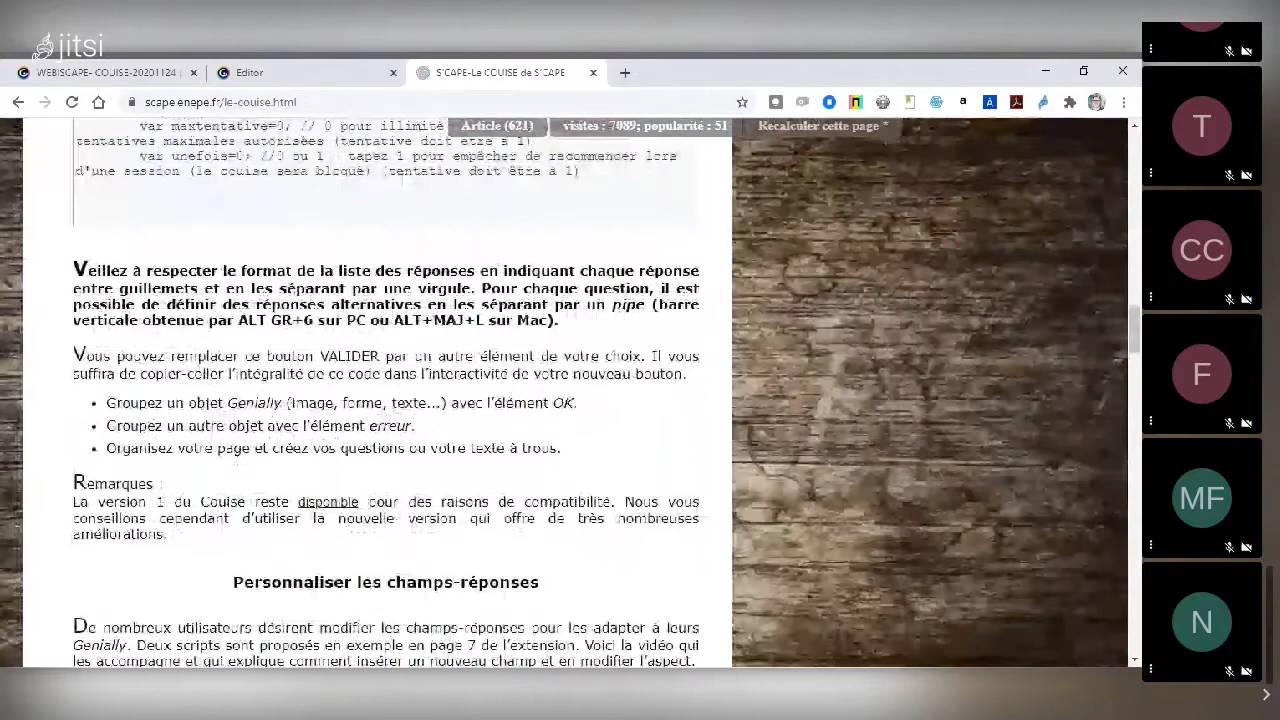 jitsi
WEBISCAPE- COUISE-20201124
Editor
S'CAPE-Le COUISE de S'CAPE
scape.enepe.fr/le-couise.html
Article (621)
visites : 7089; popularité : 51
Recalculer cette page *
var maxtentative=0; // 0 pour illimité
tentatives maximales autorisées (tentative doit être à 1)
var unefois=0; //0 ou 1 tapez 1 pour empêcher de recommencer lors
d'une session (le couise sera bloqué) (tentative doit être à 1)
Veillez à respecter le format de la liste des réponses en indiquant chaque réponse
entre guillemets et en les séparant par une virgule. Pour chaque question, il est
possible de définir des réponses alternatives en les séparant par un pipe (barre
verticale obtenue par ALT GR+6 sur PC ou ALT+MAJ+L sur Mac).
Vous pouvez remplacer ce bouton VALIDER par un autre élément de votre choix. Il vous
suffira de copier-coller l'intégralité de ce code dans l'interactivité de votre nouveau bouton.
• Groupez un objet Genially (image, forme, texte...) avec l'élément OK.
• Groupez un autre objet avec l'élément erreur.
• Organisez votre page et créez vos questions ou votre texte à trous.
Remarques :
La version 1 du Couise reste disponible pour des raisons de compatibilité. Nous vous
conseillons cependant d'utiliser la nouvelle version qui offre de très nombreuses
améliorations.
Personnaliser les champs-réponses
De nombreux utilisateurs désirent modifier les champs-réponses pour les adapter à leurs
Genially. Deux scripts sont proposés en exemple en page 7 de l'extension. Voici la vidéo qui
les accompagne et qui explique comment insérer un nouveau champ et en modifier l'aspect.
T
CC
F
MF
N